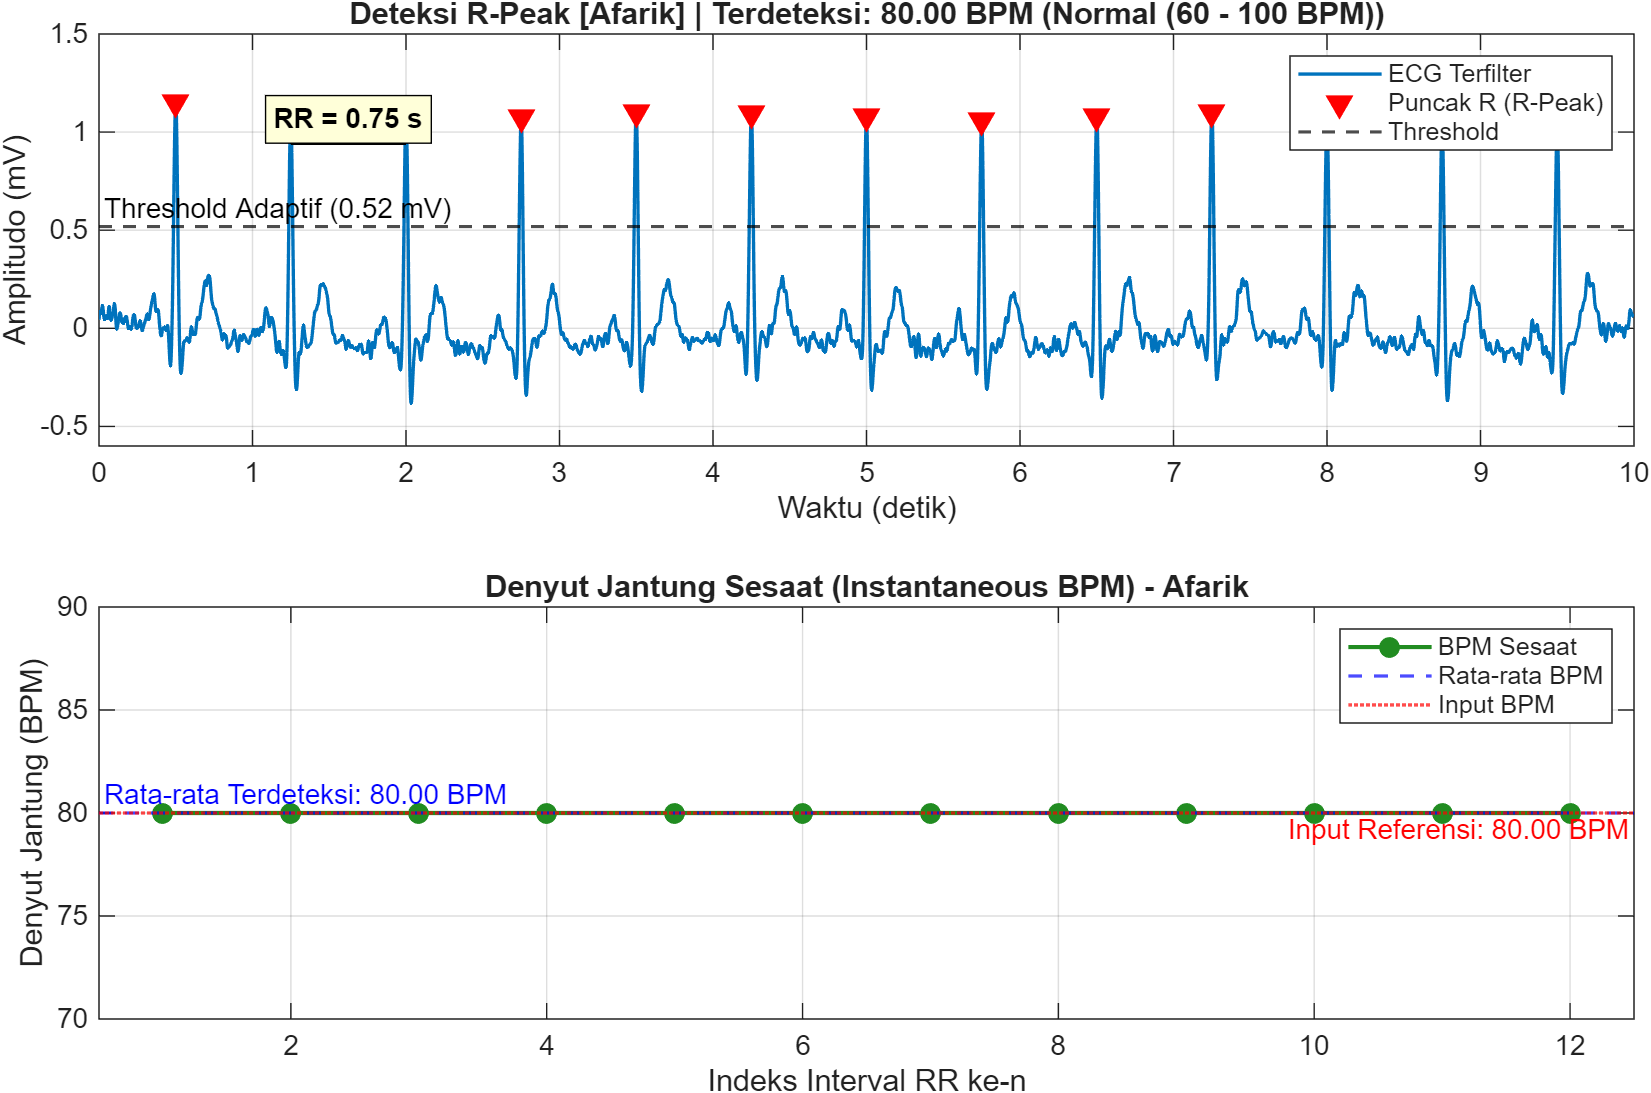 Deteksi R-Peak [Afarik] | Terdeteksi: 80.00 BPM (Normal (60 - 100 BPM))
1.5
1
0.5
0
-0.5
Amplitudo (mV)
RR = 0.75 s
Threshold Adaptif (0.52 mV)
ECG Terfilter
Puncak R (R-Peak)
Threshold
0 1 2 3 4 5 6 7 8 9 10
Waktu (detik)
Denyut Jantung Sesaat (Instantaneous BPM) - Afarik
90
85
80
75
70
Denyut Jantung (BPM)
BPM Sesaat
Rata-rata BPM
Input BPM
Rata-rata Terdeteksi: 80.00 BPM
Input Referensi: 80.00 BPM
2 4 6 8 10 12
Indeks Interval RR ke-n